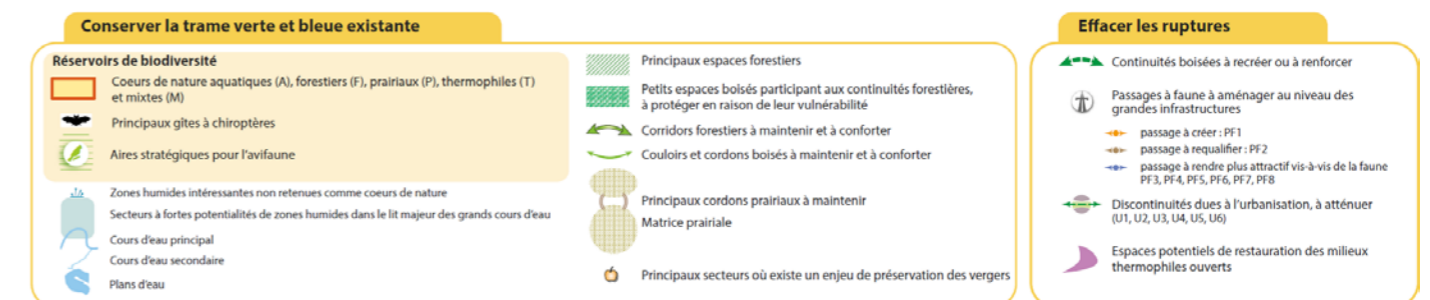 Conserver la trame verte et bleue existante
Réservoirs de biodiversité
Coeurs de nature aquatiques (A), forestiers (F), prairiaux (P), thermophiles (T)
et mixtes (M)
Principaux gîtes à chiroptères
Aires stratégiques pour l'avifaune
Zones humides intéressantes non retenues comme coeurs de nature
Secteurs à fortes potentialités de zones humides dans le lit majeur des grands cours d'eau
Cours d'eau principal
Cours d'eau secondaire
Plans d'eau
Principaux espaces forestiers
Petits espaces boisés participant aux continuités forestières,
à protéger en raison de leur vulnérabilité
Corridors forestiers à maintenir et à conforter
Couloirs et cordons boisés à maintenir et à conforter
Principaux cordons prairiaux à maintenir
Matrice prairiale
Principaux secteurs où existe un enjeu de préservation des vergers
Effacer les ruptures
Continuités boisées à recréer ou à renforcer
Passages à faune à aménager au niveau des
grandes infrastructures
passage à créer : PF1
passage à requalifier : PF2
passage à rendre plus attractif vis-à-vis de la faune
PF3, PF4, PF5, PF6, PF7, PF8
Discontinuités dues à l'urbanisation, à atténuer
(U1, U2, U3, U4, U5, U6)
Espaces potentiels de restauration des milieux
thermophiles ouverts